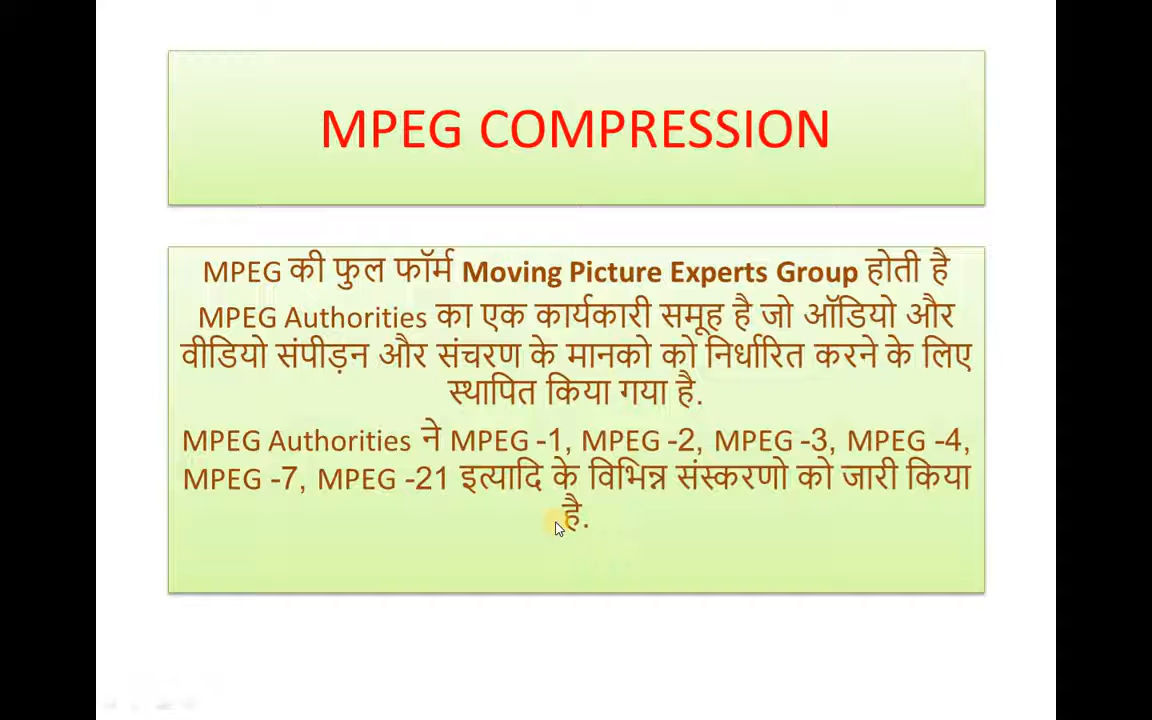 MPEG COMPRESSION
MPEG की फुल फॉर्म Moving Picture Experts Group होती है
MPEG Authorities का एक कार्यकारी समूह है जो ऑडियो और
वीडियो संपीड़न और संचरण के मानको को निर्धारित करने के लिए
स्थापित किया गया है.
MPEG Authorities ने MPEG -1, MPEG -2, MPEG -3, MPEG -4,
MPEG -7, MPEG -21 इत्यादि के विभिन्न संस्करणो को जारी किया
है.